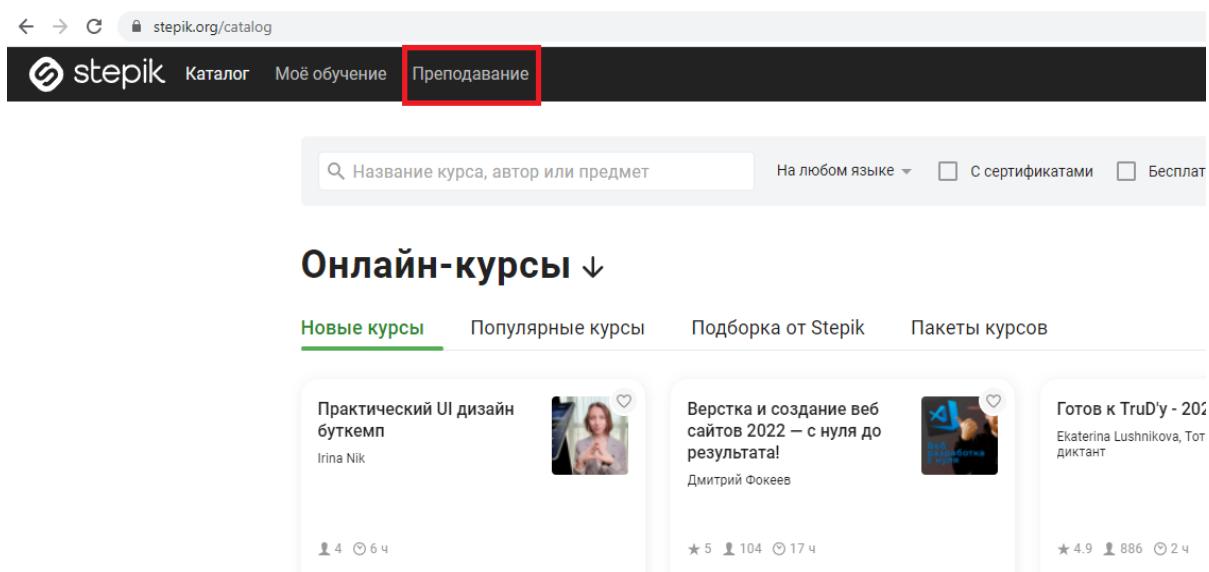 stepik.org/catalog
stepik Каталог Моё обучение Преподавание
Название курса, автор или предмет На любом языке С сертификатами Бесплат
Онлайн-курсы
Новые курсы Популярные курсы Подборка от Stepik Пакеты курсов
Практический UI дизайн
буткемп
Irina Nik
4 6 ч
Верстка и создание веб
сайтов 2022 — с нуля до
результата!
Дмитрий Фокеев
Веб
разработка
с нуля
5 104 17 ч
Готов к TruD'у - 202
Ekaterina Lushnikova, Тот
диктант
4.9 886 2 ч